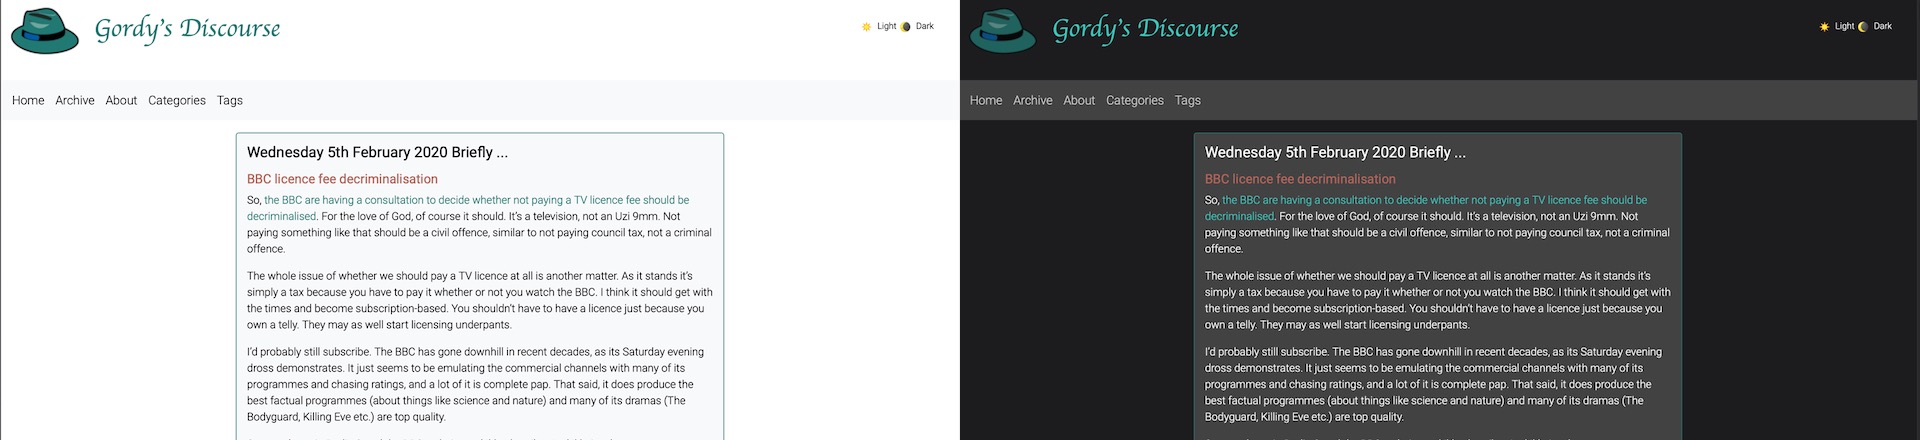 Gordy's Discourse
Light Dark
Home Archive About Categories Tags
Wednesday 5th February 2020 Briefly ...
BBC licence fee decriminalisation
So, the BBC are having a consultation to decide whether not paying a TV licence fee should be
decriminalised. For the love of God, of course it should. It's a television, not an Uzi 9mm. Not
paying something like that should be a civil offence, similar to not paying council tax, not a criminal
offence.
The whole issue of whether we should pay a TV licence at all is another matter. As it stands it's
simply a tax because you have to pay it whether or not you watch the BBC. I think it should get with
the times and become subscription-based. You shouldn't have to have a licence just because you
own a telly. They may as well start licensing underpants.
I'd probably still subscribe. The BBC has gone downhill in recent decades, as its Saturday evening
dross demonstrates. It just seems to be emulating the commercial channels with many of its
programmes and chasing ratings, and a lot of it is complete pap. That said, it does produce the
best factual programmes (about things like science and nature) and many of its dramas (The
Bodyguard, Killing Eve etc.) are top quality.
Gordy's Discourse
Light Dark
Home Archive About Categories Tags
Wednesday 5th February 2020 Briefly ...
BBC licence fee decriminalisation
So, the BBC are having a consultation to decide whether not paying a TV licence fee should be
decriminalised. For the love of God, of course it should. It's a television, not an Uzi 9mm. Not
paying something like that should be a civil offence, similar to not paying council tax, not a criminal
offence.
The whole issue of whether we should pay a TV licence at all is another matter. As it stands it's
simply a tax because you have to pay it whether or not you watch the BBC. I think it should get with
the times and become subscription-based. You shouldn't have to have a licence just because you
own a telly. They may as well start licensing underpants.
I'd probably still subscribe. The BBC has gone downhill in recent decades, as its Saturday evening
dross demonstrates. It just seems to be emulating the commercial channels with many of its
programmes and chasing ratings, and a lot of it is complete pap. That said, it does produce the
best factual programmes (about things like science and nature) and many of its dramas (The
Bodyguard, Killing Eve etc.) are top quality.